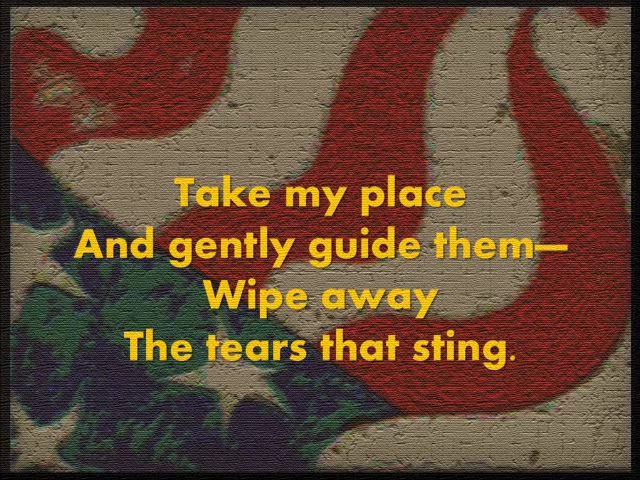 Take my place
And gently guide them—
Wipe away
The tears that sting.